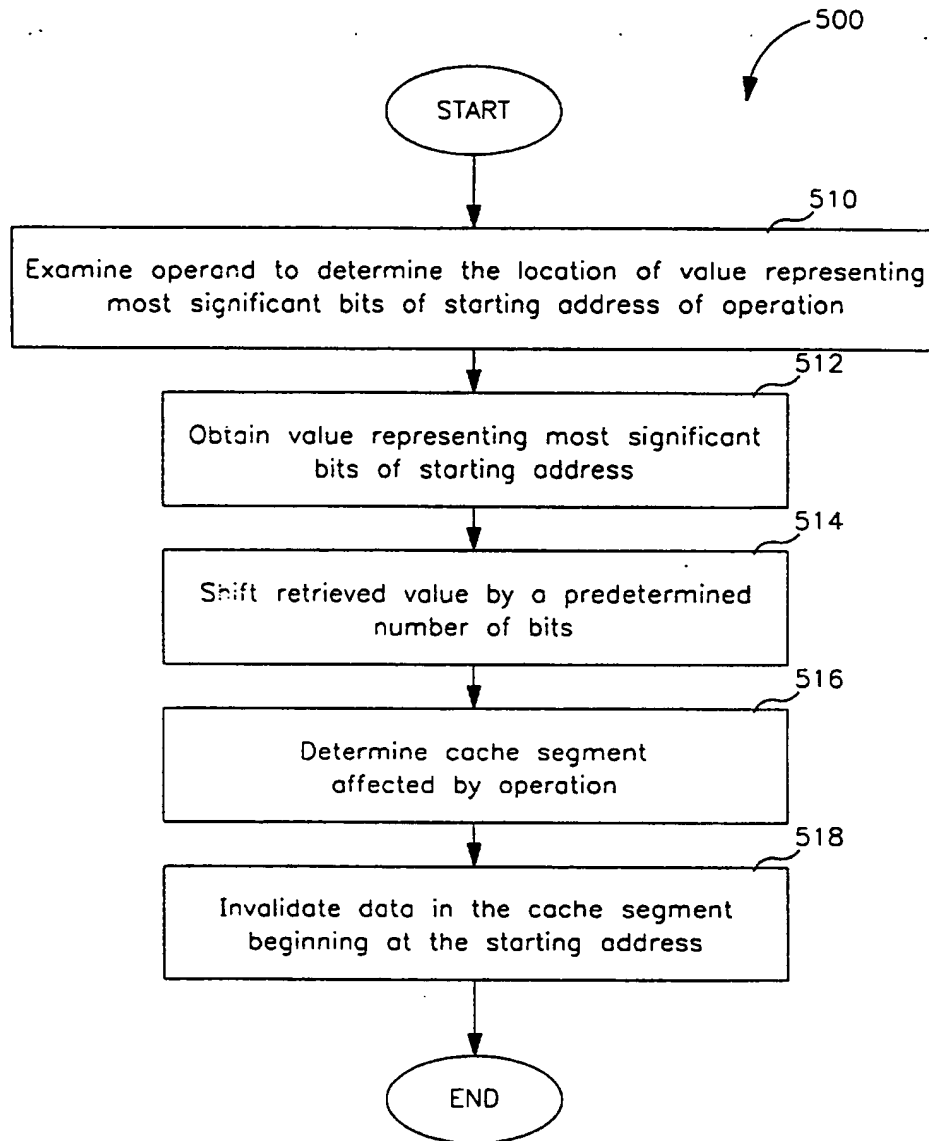 500
START
510
Examine operand to determine the location of value representing
most significant bits of starting address of operation
512
Obtain value representing most significant
bits of starting address
514
Shift retrieved value by a predetermined
number of bits
516
Determine cache segment
affected by operation
518
Invalidate data in the cache segment
beginning at the starting address
END